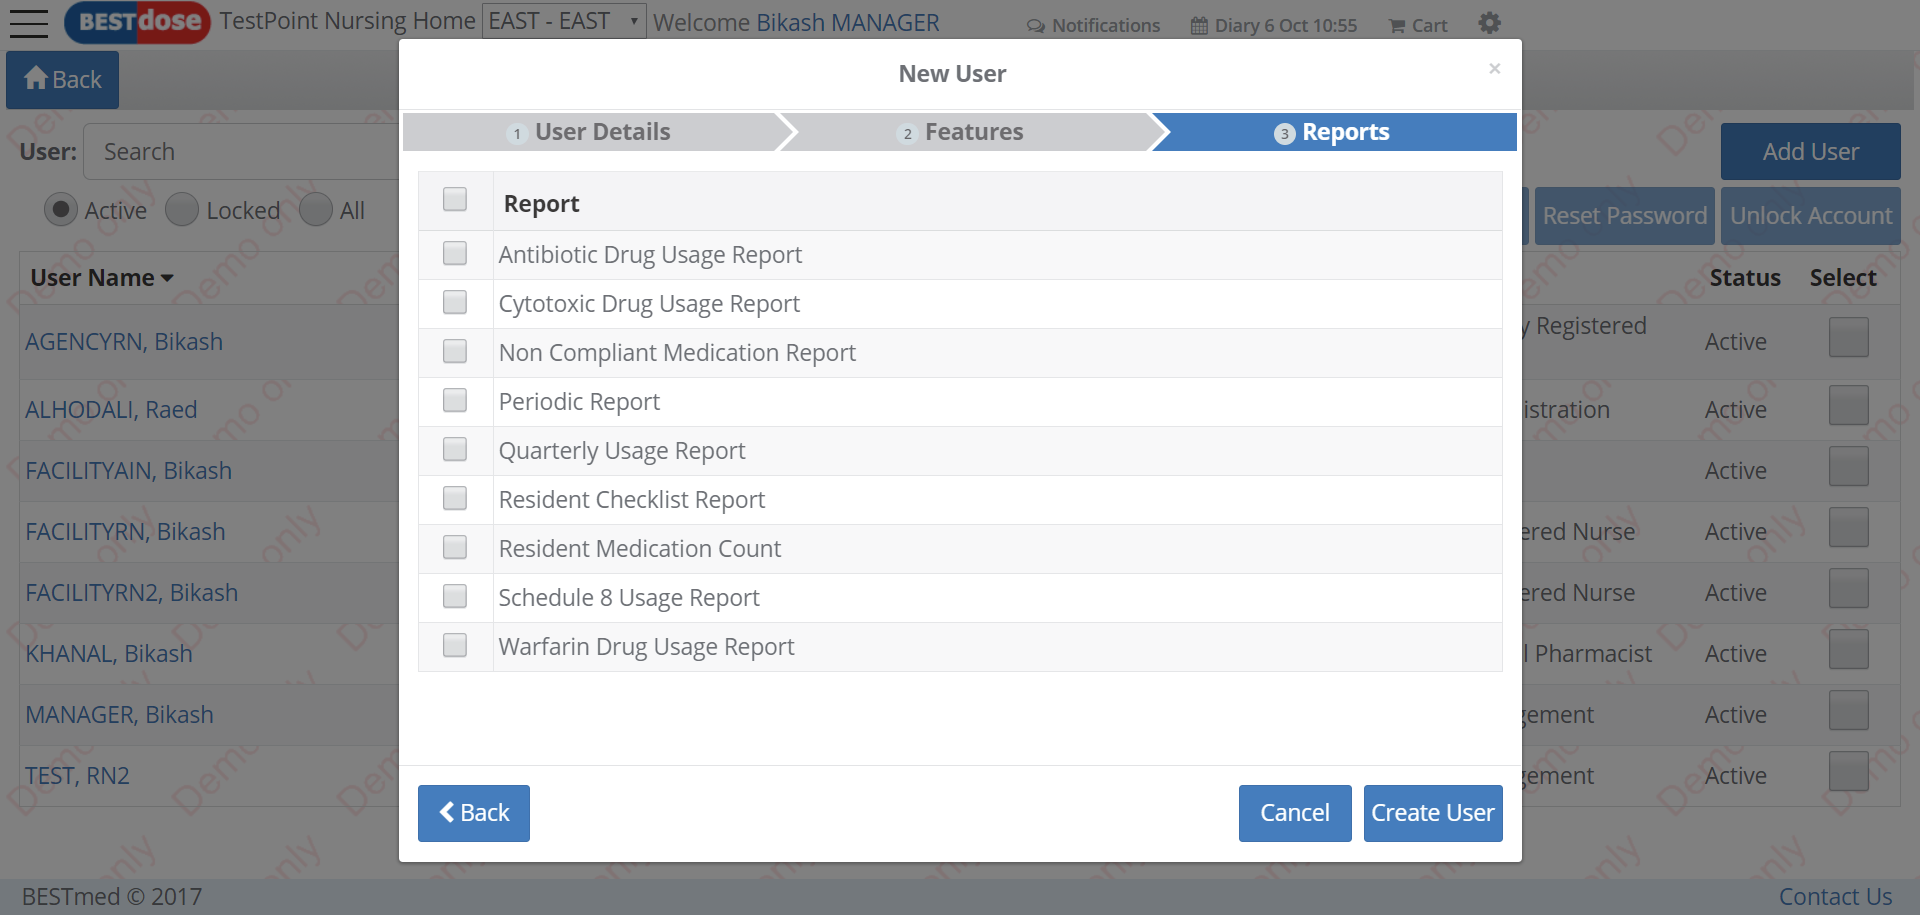 BESTdose TestPoint Nursing Home EAST - EAST Welcome Bikash MANAGER Notifications Diary 6 Oct 10:55 Cart
Back
New User ×
1 User Details 2 Features 3 Reports
User: Search
Add User
Active Locked All
Reset Password Unlock Account
User Name Status Select
AGENCYRN, Bikash Registered Active
ALHODALI, Raed istration Active
FACILITYAIN, Bikash Active
FACILITYRN, Bikash ered Nurse Active
FACILITYRN2, Bikash ered Nurse Active
KHANAL, Bikash l Pharmacist Active
MANAGER, Bikash gement Active
TEST, RN2 gement Active
Report
Antibiotic Drug Usage Report
Cytotoxic Drug Usage Report
Non Compliant Medication Report
Periodic Report
Quarterly Usage Report
Resident Checklist Report
Resident Medication Count
Schedule 8 Usage Report
Warfarin Drug Usage Report
Back Cancel Create User
Demo only
BESTmed © 2017 Contact Us